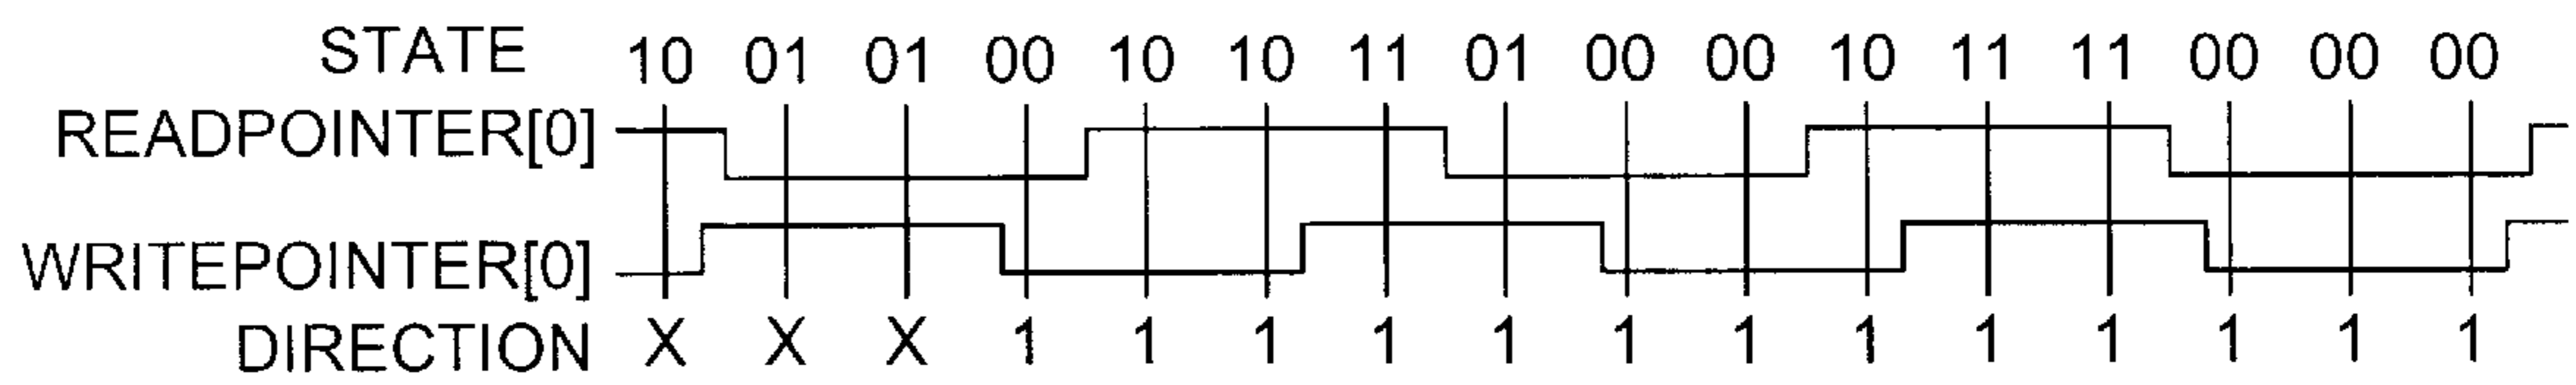 STATE 10 01 01 00 10 10 11 01 00 00 10 11 11 00 00 00
READPOINTER[0]
WRITEPOINTER[0]
DIRECTION X X X 1 1 1 1 1 1 1 1 1 1 1 1 1